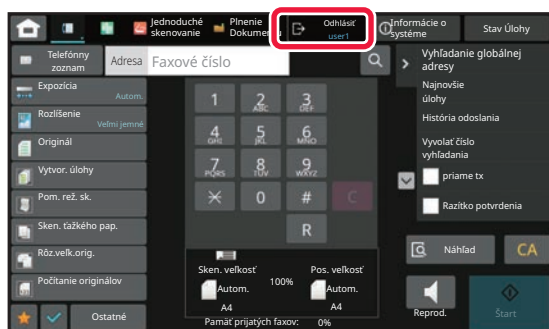 Jednoduché
skenovanie
Plnenie
Dokumentu
Odhlásiť
user1
Informácie o
systéme
Stav Úlohy
Telefónny
zoznam
Adresa
Faxové číslo
Vyhľadanie globálnej
adresy
Expozícia
Autom.
Rozlíšenie
Veľmi jemné
Originál
Vytvor. úlohy
Pom. rež. sk.
Sken. ťažkého pap.
Rôz.veľk.orig.
Počítanie originálov
Ostatné
1 2 ABC 3 DEF
4 GHI 5 JKL 6 MNO
7 PQRS 8 TUV 9 WXYZ
0 # C
R
Sken. veľkosť
Autom.
A4
100%
Pos. veľkosť
Autom.
A4
Pamäť prijatých faxov: 0%
Najnovšie
úlohy
História odoslania
Vyvolať číslo
vyhľadania
priame tx
Razítko potvrdenia
Náhľad
CA
Reprod.
Štart